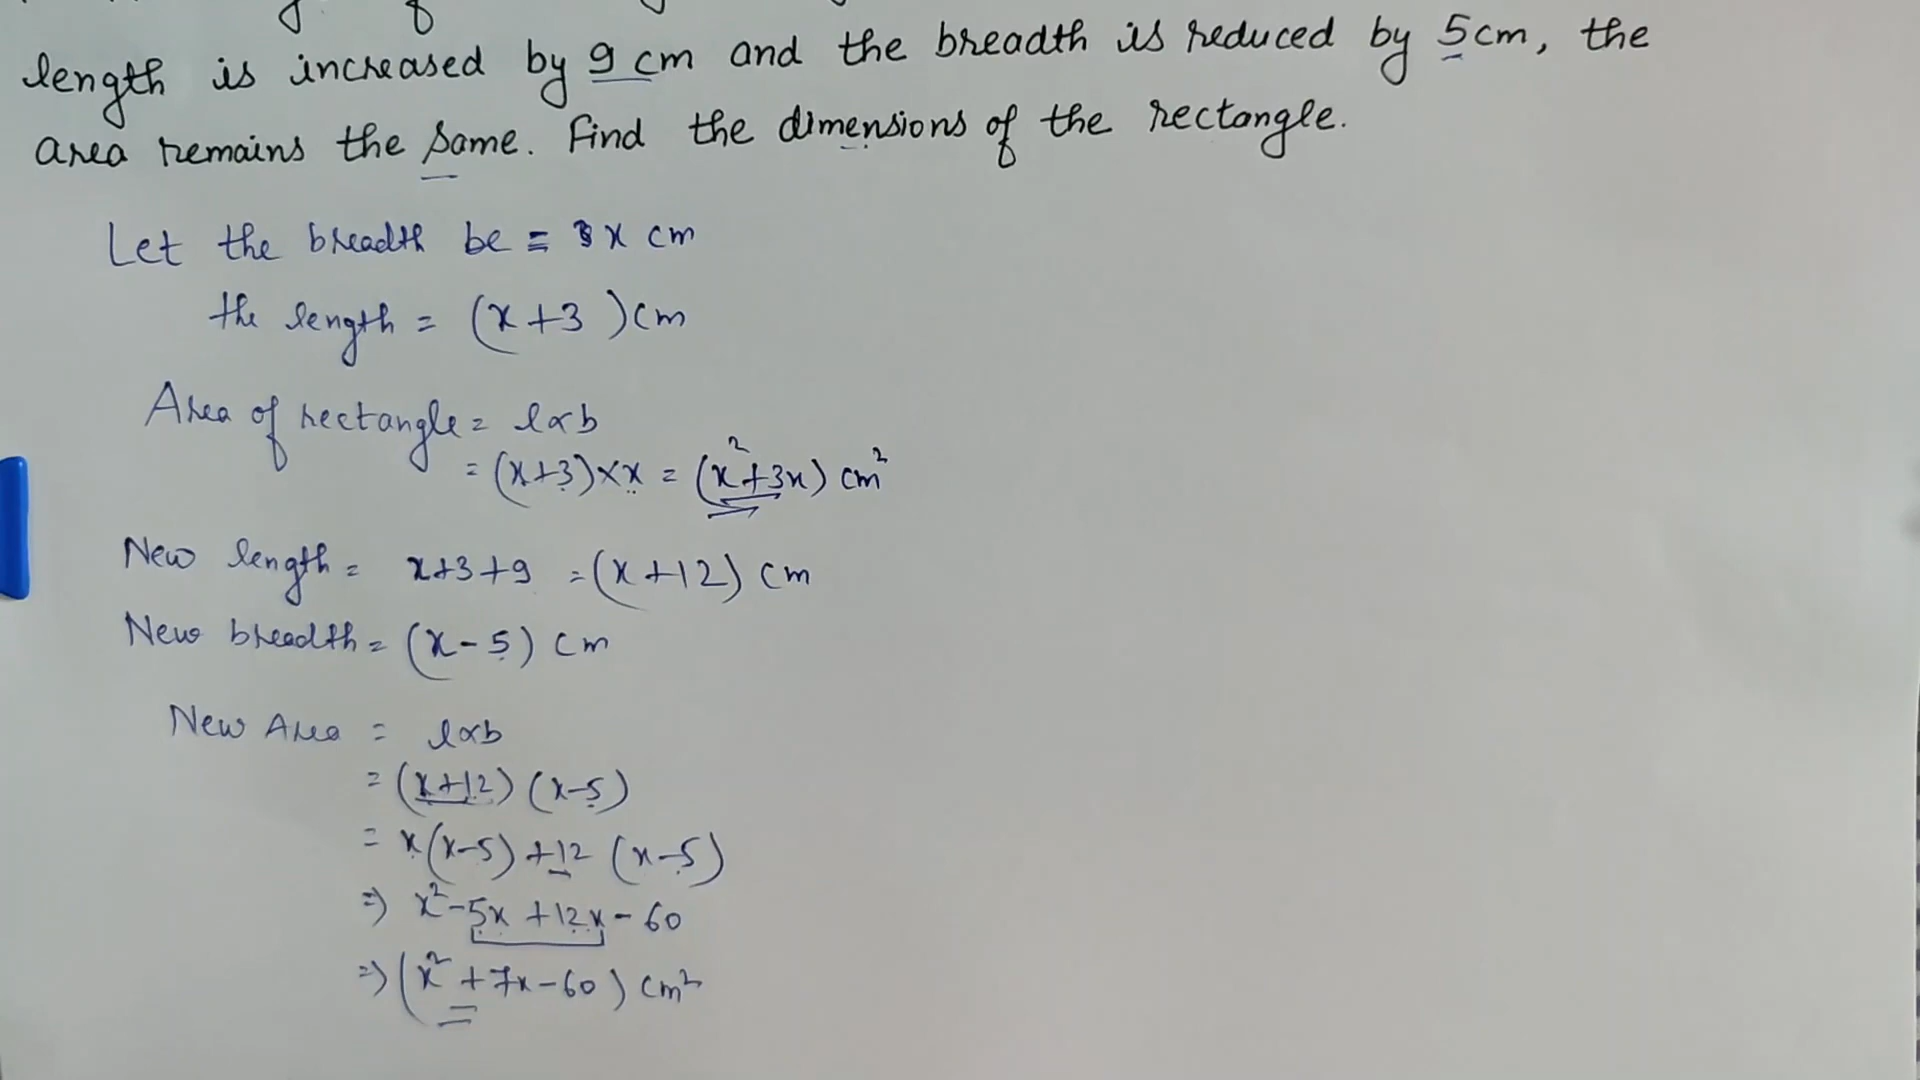 length is increased by 9 cm and the breadth is reduced by 5cm, the
area remains the same. Find the dimensions of the rectangle.
Let the breadth be = x cm
the length = (x+3) cm
Area of rectangle = l×b
= (x+3)×x = (x²+3x) cm²
New length = x+3+9 = (x+12) cm
New breadth = (x-5) cm
New Area = l×b
= (x+12) (x-5)
= x(x-5) +12 (x-5)
⇒ x²-5x +12x - 60
⇒ (x²+7x-60) cm²